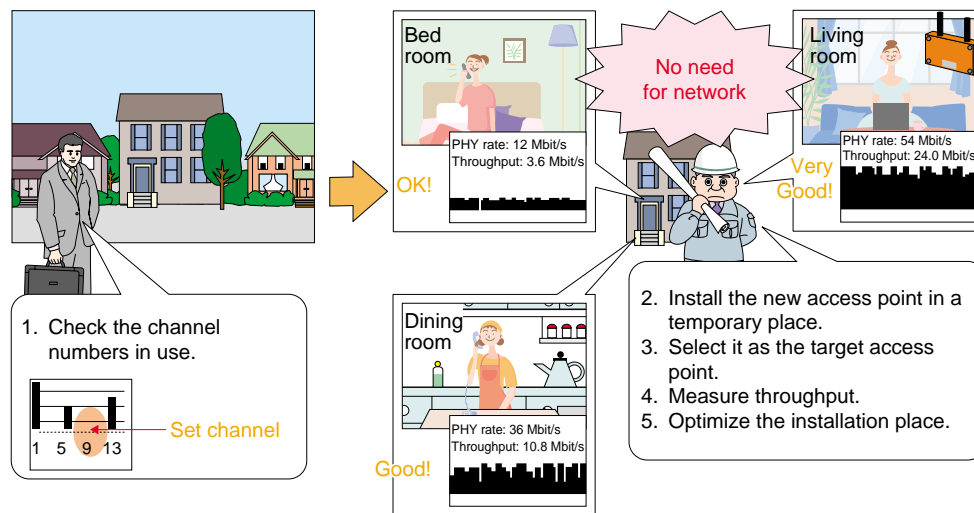 Bed
room
PHY rate: 12 Mbit/s
Throughput: 3.6 Mbit/s
OK!
No need
for network
Living
room
PHY rate: 54 Mbit/s
Throughput: 24.0 Mbit/s
Very
Good!
1. Check the channel
numbers in use.
Set channel
1 5 9 13
Dining
room
PHY rate: 36 Mbit/s
Throughput: 10.8 Mbit/s
Good!
2. Install the new access point in a
temporary place.
3. Select it as the target access
point.
4. Measure throughput.
5. Optimize the installation place.